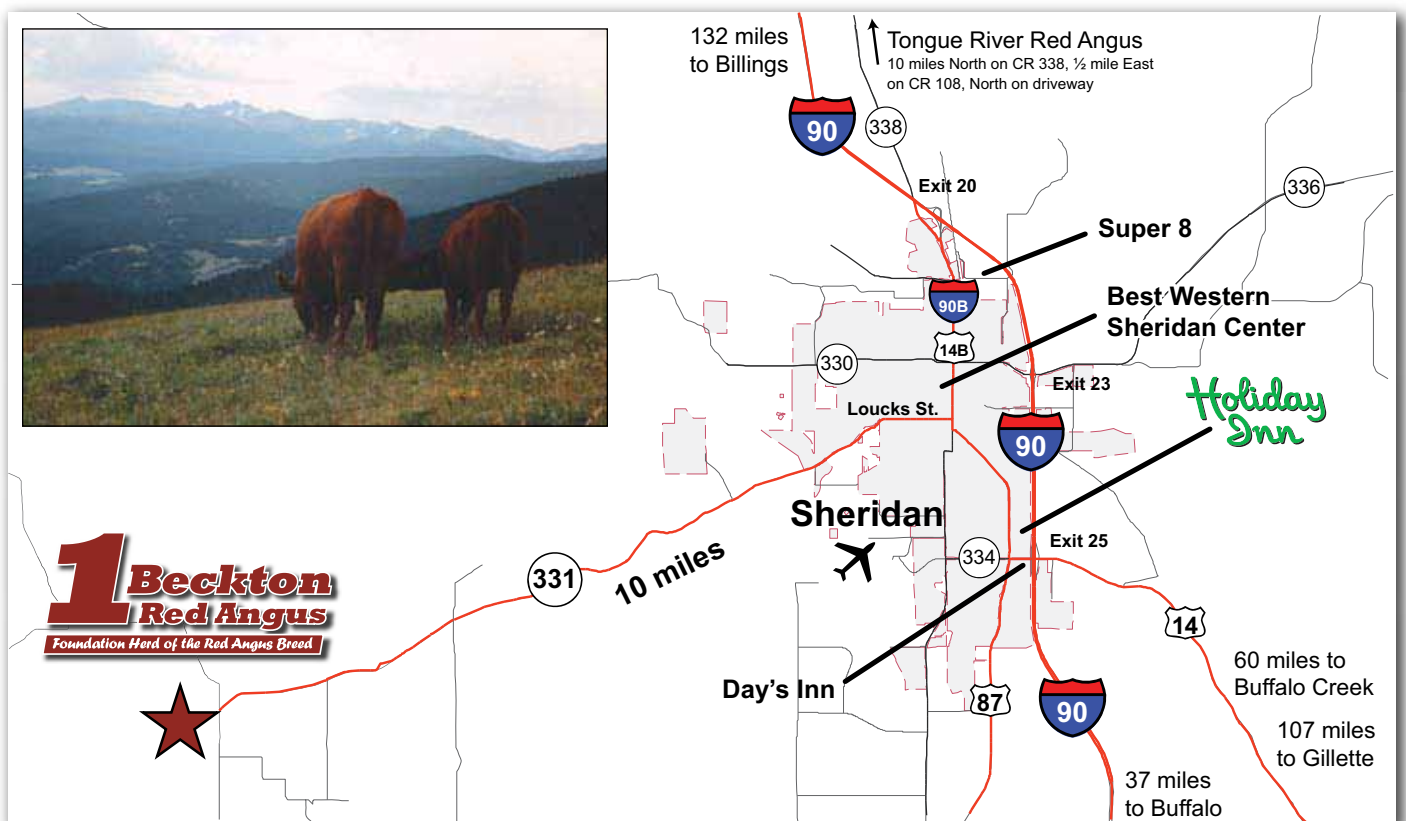 132 miles
to Billings
Tongue River Red Angus
10 miles North on CR 338, ½ mile East
on CR 108, North on driveway
90
338
336
Exit 20
Super 8
90B
Best Western
Sheridan Center
14B
330
Exit 23
Holiday
Inn
Loucks St.
90
Sheridan
Exit 25
334
331
10 miles
1 Beckton
Red Angus
Foundation Herd of the Red Angus Breed
14
Day's Inn
87
90
60 miles to
Buffalo Creek
107 miles
to Gillette
37 miles
to Buffalo